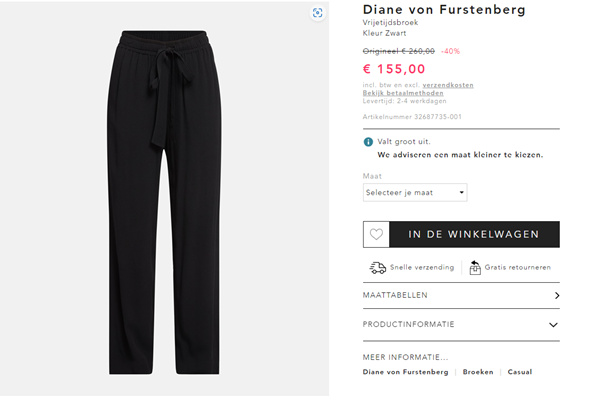 Diane von Furstenberg
Vrijetijdsbroek
Kleur Zwart
Origineel € 260,00 -40%
€ 155,00
incl. btw en excl. verzendkosten
Bekijk betaalmethoden
Levertijd: 2-4 werkdagen
Artikelnummer 32687735-001
Valt groot uit.
We adviseren een maat kleiner te kiezen.
Maat
Selecteer je maat
IN DE WINKELWAGEN
Snelle verzending
Gratis retourneren
MAATTABELLEN
PRODUCTINFORMATIE
MEER INFORMATIE...
Diane von Furstenberg | Broeken | Casual